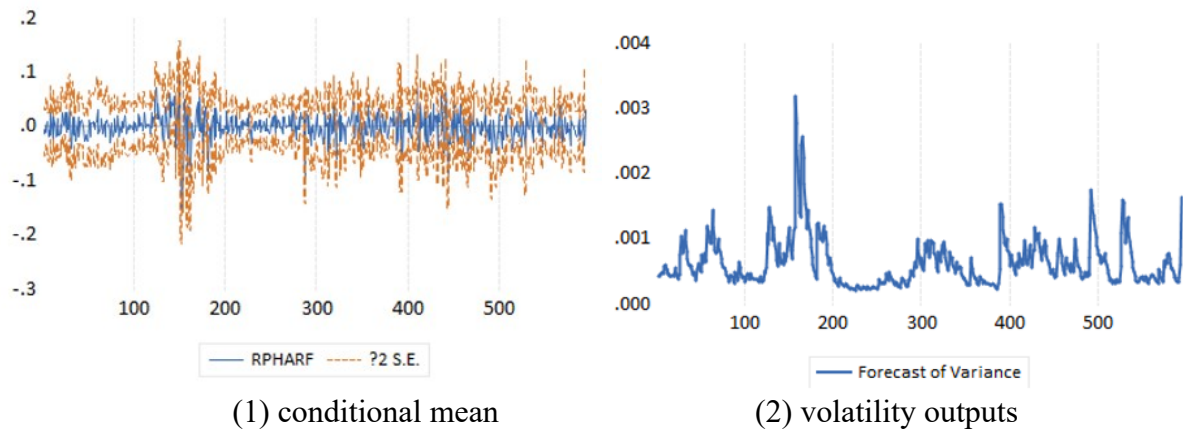 .2
.1
.0
-.1
-.2
-.3
100 200 300 400 500
RPHARF ?2 S.E.
.004
.003
.002
.001
.000
100 200 300 400 500
Forecast of Variance
(1) conditional mean
(2) volatility outputs